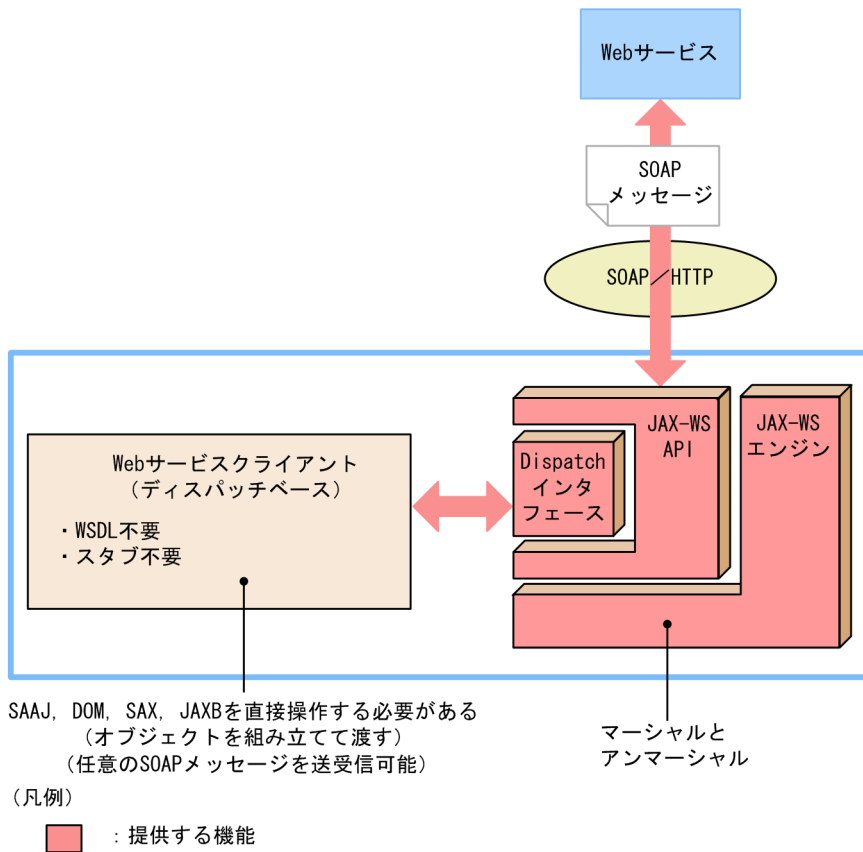 Webサービス
SOAP
メッセージ
SOAP／HTTP
Webサービスクライアント
（ディスパッチベース）
・WSDL不要
・スタブ不要
Dispatch
インタ
フェース
JAX-WS
API
JAX-WS
エンジン
SAAJ, DOM, SAX, JAXBを直接操作する必要がある
（オブジェクトを組み立てて渡す）
（任意のSOAPメッセージを送受信可能）
マーシャルと
アンマーシャル
（凡例）
：提供する機能